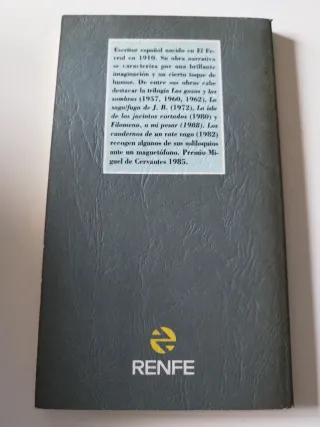 Escritor español nacido en El Fe-
rrol en 1910. Su obra narrativa
se caracteriza por una brillante
imaginación y un cierto toque de
humor. De entre sus obras cabe
destacar la trilogía Los gozos y las
sombras (1957, 1960, 1962), La
saga/fuga de J. B. (1972), La isla de
los jacintos cortados (1980) y
Filomeno, a mi pesar (1988). Los
cuadernos de un vate vago (1982)
recogen algunos de sus soliloquios
ante un magnetófono. Premio Mi-
guel de Cervantes 1985.
RENFE